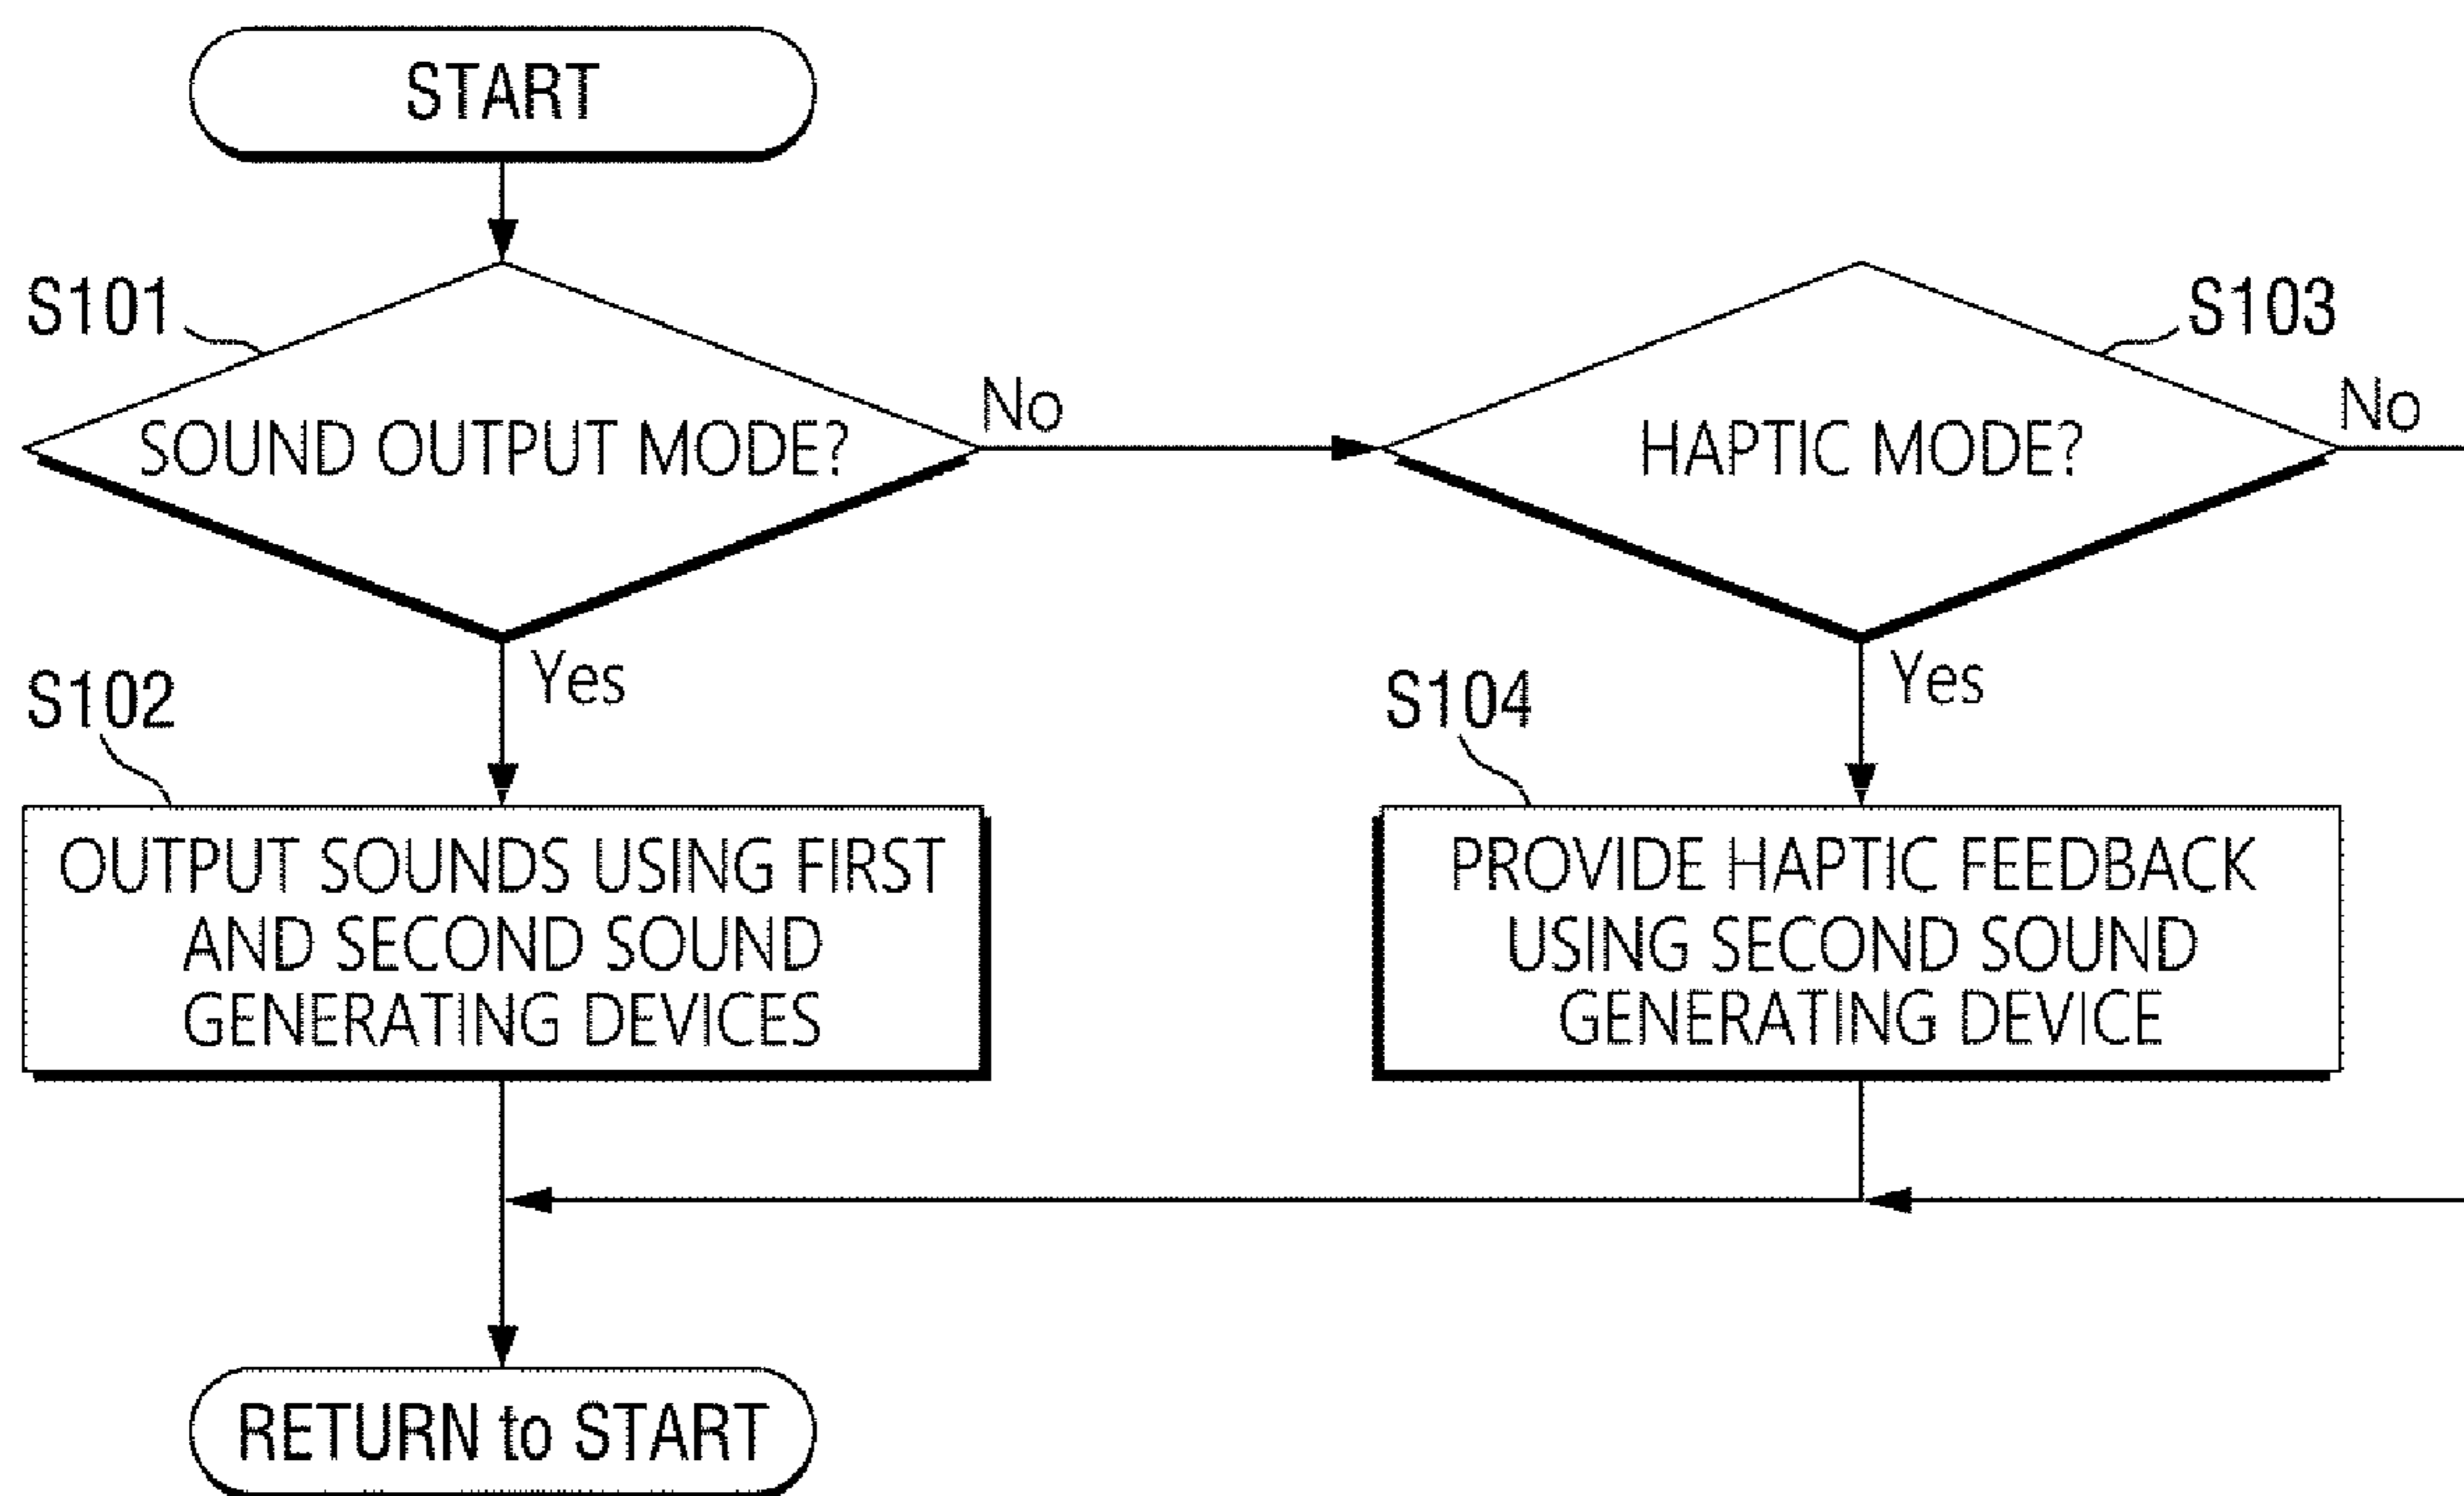 START
S101
SOUND OUTPUT MODE?
No
S103
HAPTIC MODE?
No
Yes
S102
OUTPUT SOUNDS USING FIRST
AND SECOND SOUND
GENERATING DEVICES
Yes
S104
PROVIDE HAPTIC FEEDBACK
USING SECOND SOUND
GENERATING DEVICE
RETURN to START